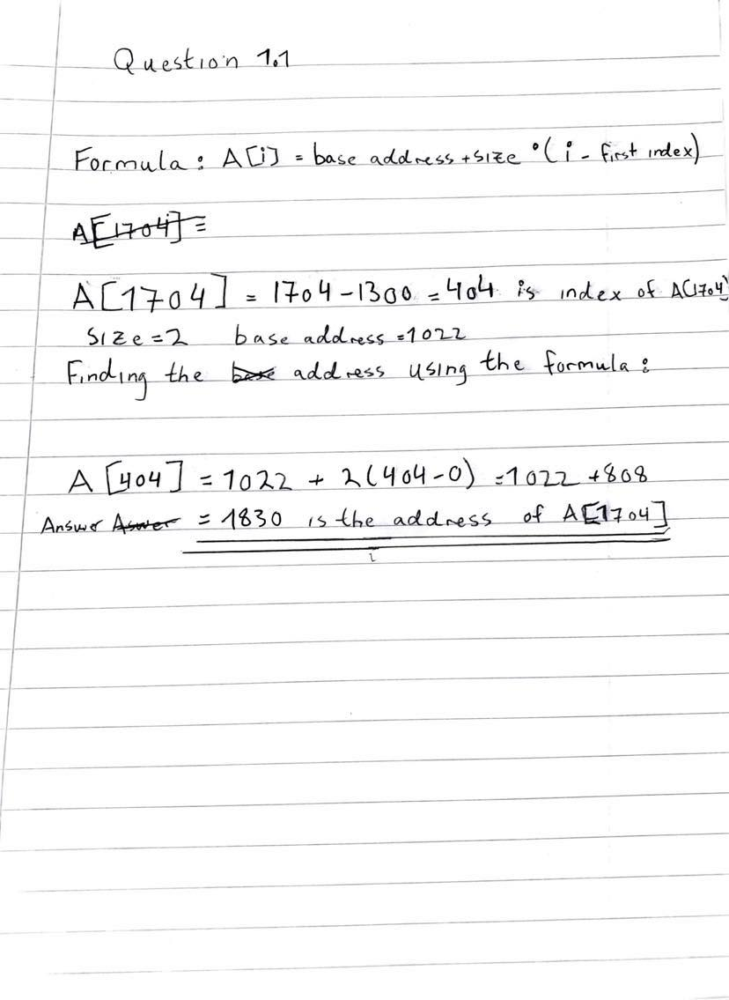 Question 1.1
Formula: A[i] = base address + size • (i - first index)
A[1704] =
A[1704] = 1704 - 1300 = 404 is index of A[1704]
size = 2 base address = 1022
Finding the base address using the formula:
A [404] = 1022 + 2(404-0) = 1022 + 808
Answer Aswer = 1830 is the address of A[1704]